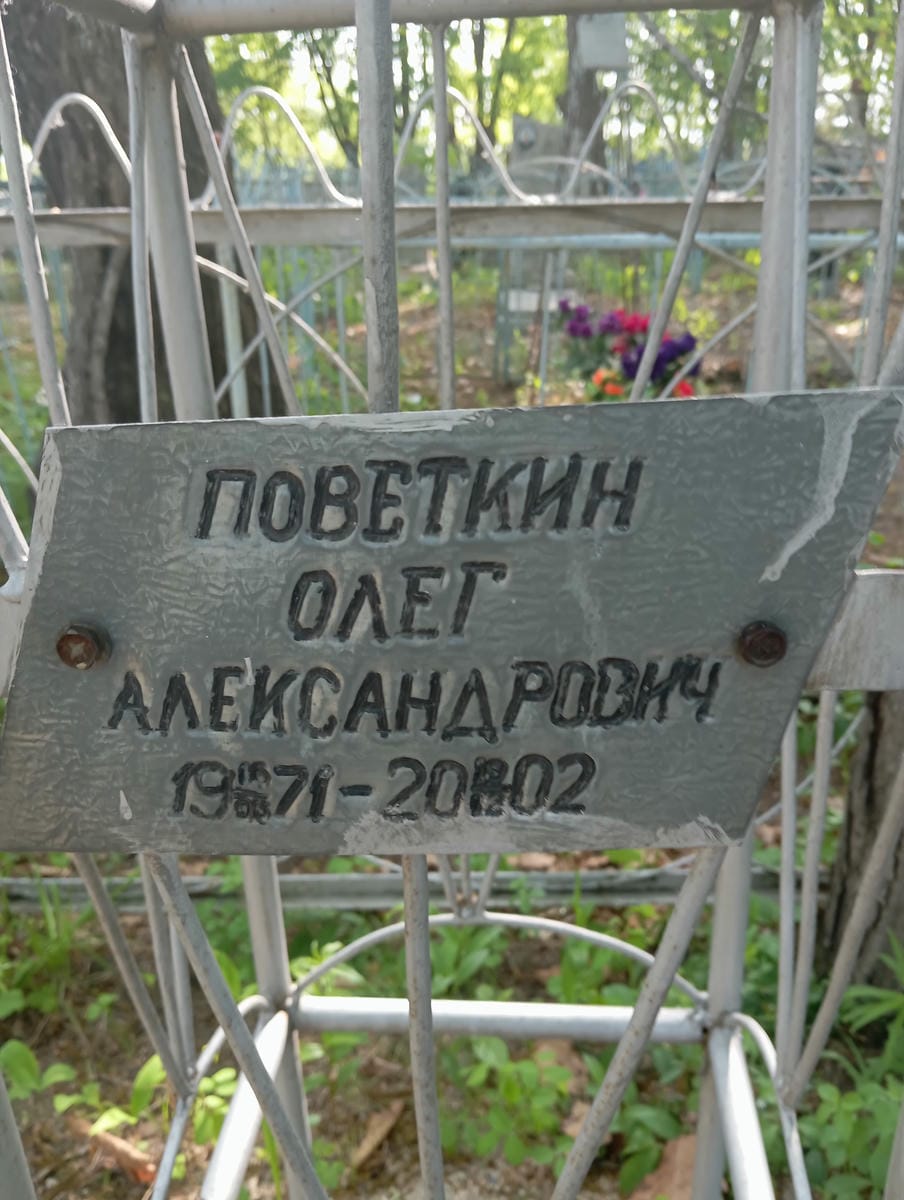 ПОВЕТКИН
ОЛЕГ
АЛЕКСАНДРОВИЧ
1971-2002